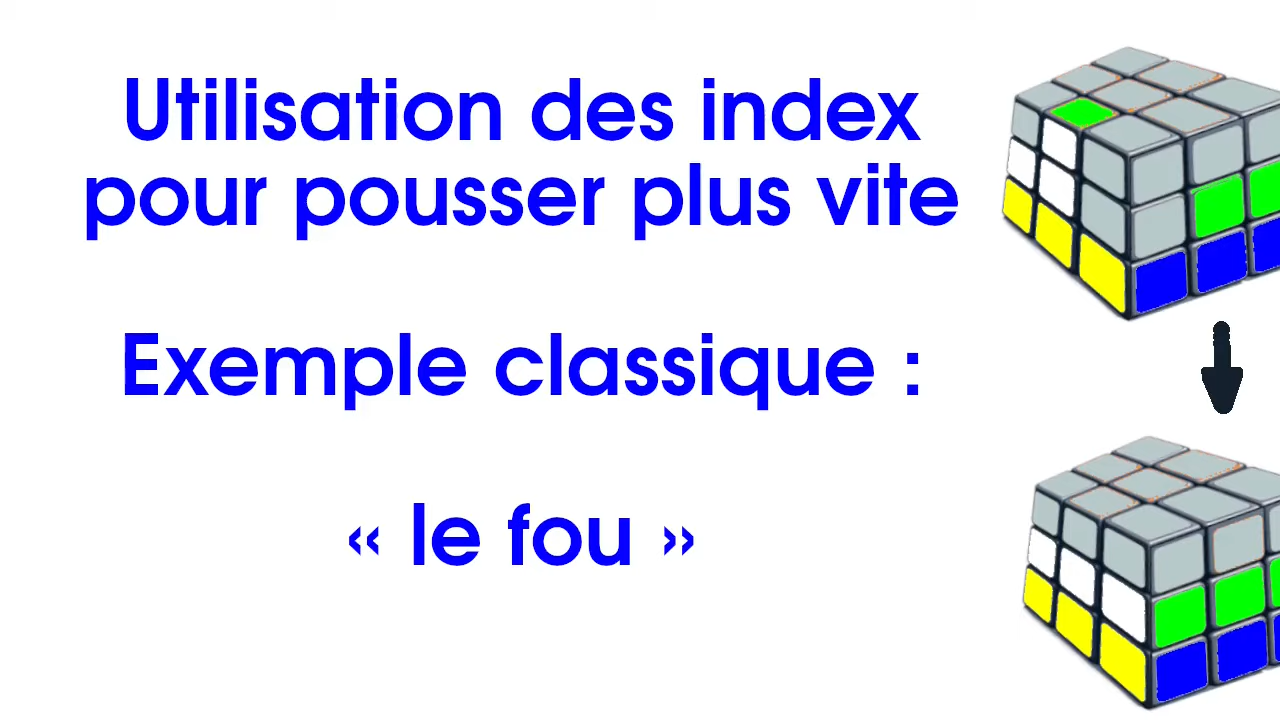 Utilisation des index
pour pousser plus vite
Exemple classique :
« le fou »